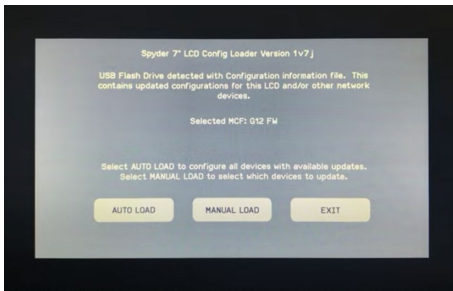 Spyder 7" LCD Config Loader Version 1v7j
USB Flash Drive detected with Configuration information file. This
contains updated configurations for this LCD and/or other network
devices.
Selected MCF: G12 FW
Select AUTO LOAD to configure all devices with available updates.
Select MANUAL LOAD to select which devices to update.
AUTO LOAD
MANUAL LOAD
EXIT